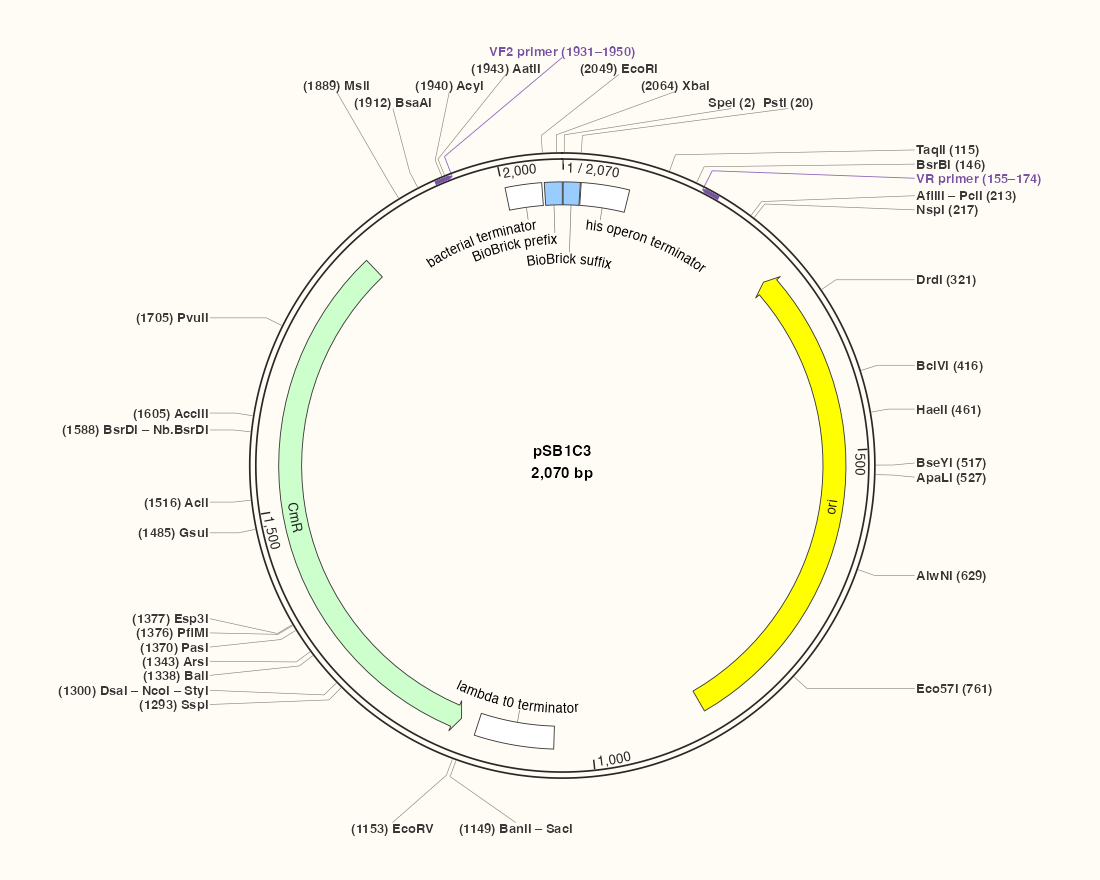 VF2 primer (1931–1950)
(1943) AatII
(2049) EcoRI
(1889) MslI
(1940) AcyI
(2064) XbaI
(1912) BsaAI
SpeI (2)
PstI (20)
TaqII (115)
BsrBI (146)
VR primer (155–174)
AflIII – PciI (213)
NspI (217)
2,000
1 / 2,070
bacterial terminator
BioBrick prefix
BioBrick suffix
his operon terminator
DrdI (321)
(1705) PvuII
BciVI (416)
HaeII (461)
(1605) AccIII
(1588) BsrDI – Nb.BsrDI
pSB1C3
2,070 bp
BseYI (517)
ApaLI (527)
500
ori
(1516) AciI
(1485) GsuI
CmR
1,500
AlwNI (629)
(1377) Esp3I
(1376) PflMI
(1370) PasI
(1343) ArsI
(1338) BalI
(1300) DsaI – NcoI – StyI
(1293) SspI
Eco57I (761)
lambda t0 terminator
1,000
(1153) EcoRV
(1149) BanII – SacI